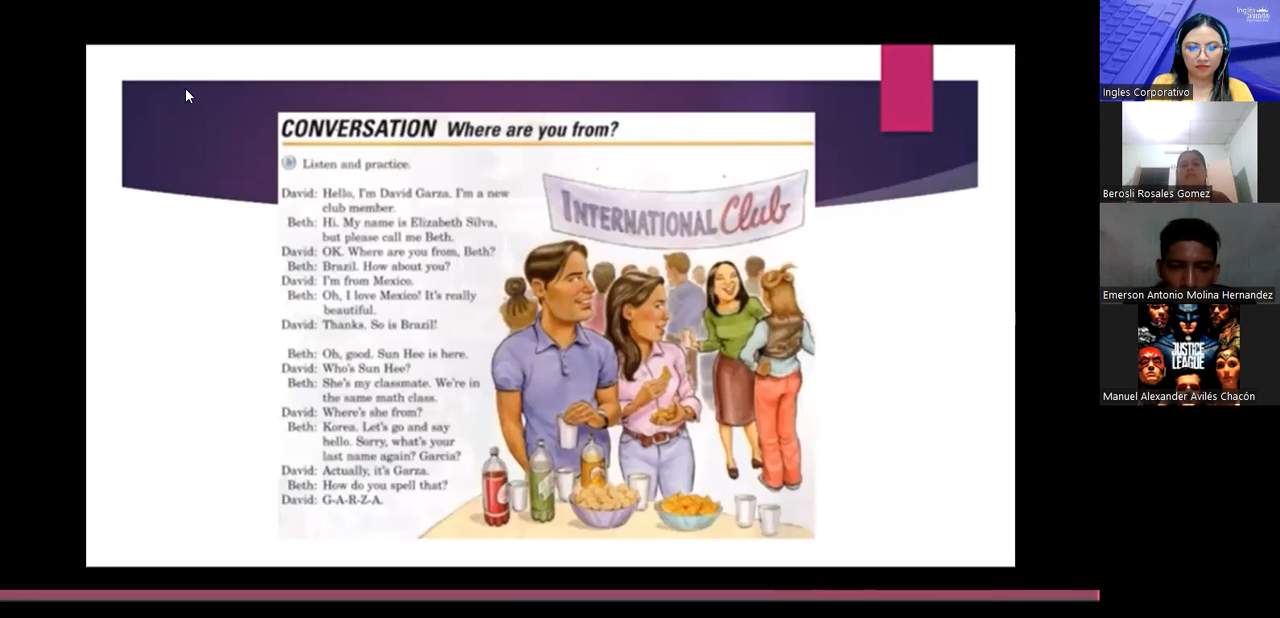 CONVERSATION Where are you from?
Listen and practice.
David: Hello, I'm David Garza. I'm a new
club member.
Beth: Hi. My name is Elizabeth Silva,
but please call me Beth.
David: OK. Where are you from, Beth?
Beth: Brazil. How about you?
David: I'm from Mexico.
Beth: Oh, I love Mexico! It's really
beautiful.
David: Thanks. So is Brazil!
Beth: Oh, good. Sun Hee is here.
David: Who's Sun Hee?
Beth: She's my classmate. We're in
the same math class.
David: Where's she from?
Beth: Korea. Let's go and say
hello. Sorry, what's your
last name again? Garcia?
David: Actually, it's Garza.
Beth: How do you spell that?
David: G-A-R-Z-A.
INTERNATIONAL Club
Ingles Corporativo
Berosli Rosales Gomez
Emerson Antonio Molina Hernandez
JUSTICE
LEAGUE
Manuel Alexander Avilés Chacón